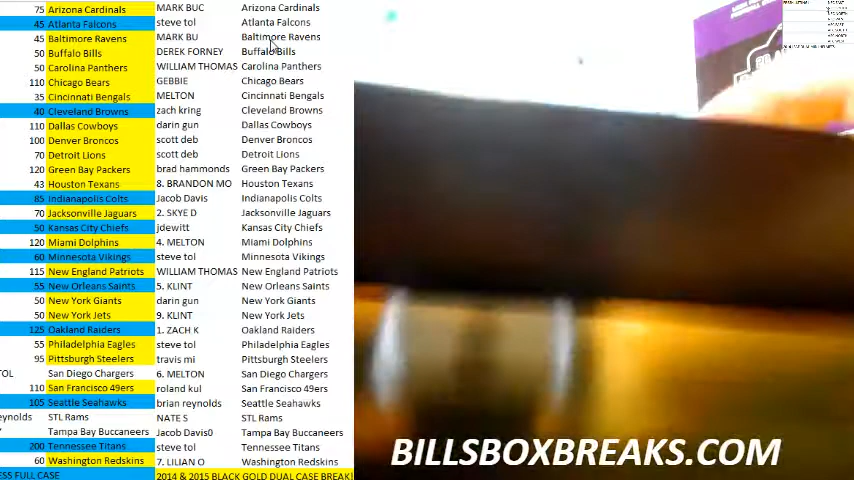 75 Arizona Cardinals MARK BUC Arizona Cardinals
45 Atlanta Falcons steve tol Atlanta Falcons
45 Baltimore Ravens MARK BU Baltimore Ravens
50 Buffalo Bills DEREK FORNEY Buffalo Bills
50 Carolina Panthers WILLIAM THOMAS Carolina Panthers
110 Chicago Bears GEBBIE Chicago Bears
35 Cincinnati Bengals MELTON Cincinnati Bengals
40 Cleveland Browns zach kring Cleveland Browns
110 Dallas Cowboys darin gun Dallas Cowboys
100 Denver Broncos scott deb Denver Broncos
70 Detroit Lions scott deb Detroit Lions
120 Green Bay Packers brad hammonds Green Bay Packers
43 Houston Texans 8. BRANDON MO Houston Texans
85 Indianapolis Colts Jacob Davis Indianapolis Colts
70 Jacksonville Jaguars 2. SKYE D Jacksonville Jaguars
50 Kansas City Chiefs jdewitt Kansas City Chiefs
120 Miami Dolphins 4. MELTON Miami Dolphins
60 Minnesota Vikings steve tol Minnesota Vikings
115 New England Patriots WILLIAM THOMAS New England Patriots
55 New Orleans Saints 5. KLINT New Orleans Saints
50 New York Giants darin gun New York Giants
50 New York Jets 9. KLINT New York Jets
125 Oakland Raiders 1. ZACH K Oakland Raiders
55 Philadelphia Eagles steve tol Philadelphia Eagles
95 Pittsburgh Steelers travis mi Pittsburgh Steelers
TOL San Diego Chargers 6. MELTON San Diego Chargers
110 San Francisco 49ers roland kul San Francisco 49ers
105 Seattle Seahawks brian reynolds Seattle Seahawks
eynolds STL Rams NATE S STL Rams
Tampa Bay Buccaneers Jacob Davis0 Tampa Bay Buccaneers
200 Tennessee Titans steve tol Tennessee Titans
60 Washington Redskins 7. LILIAN O Washington Redskins
ESS FULL CASE 2014 & 2015 BLACK GOLD DUAL CASE BREAK
BILLSBOXBREAKS.COM